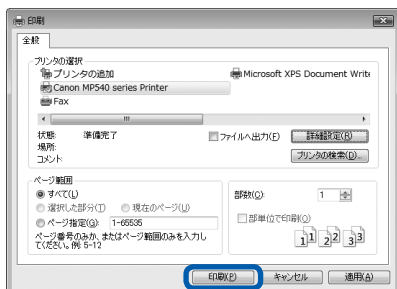 印刷
全般
プリンタの選択
プリンタの追加
Microsoft XPS Document Write
Canon MP540 series Printer
Fax
状態: 準備完了
ファイルへ出力(F)
詳細設定(R)
場所:
コメント:
プリンタの検索(D)...
ページ範囲
すべて(L)
選択した部分(T)
現在のページ(U)
ページ指定(G): 1-65535
ページ番号のみか、またはページ範囲のみを入力し
てください。例: 5-12
部数(C): 1
部単位で印刷(O)
1 1 2 2 3 3
印刷(P)
キャンセル
適用(A)